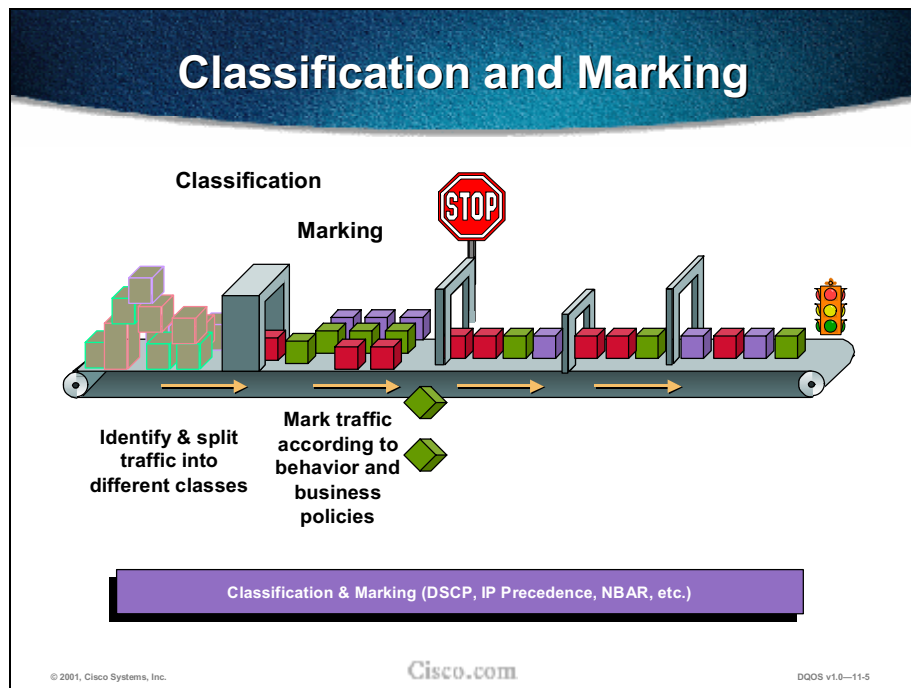 Classification and Marking
Classification
Marking
STOP
Identify & split
traffic into
different classes
Mark traffic
according to
behavior and
business
policies
Classification & Marking (DSCP, IP Precedence, NBAR, etc.)
© 2001, Cisco Systems, Inc.
Cisco.com
DQOS v1.0—11-5